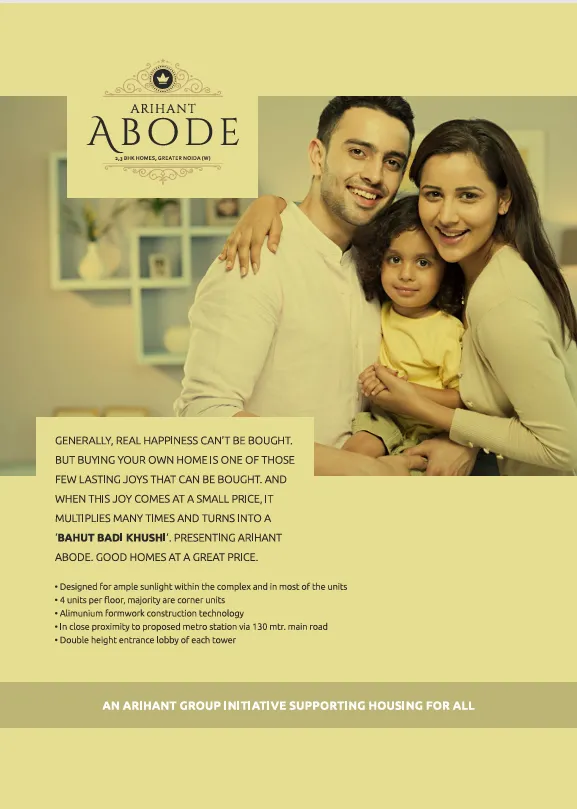 ARIHANT
ABODE
2,3 BHK HOMES, GREATER NOIDA (W)
GENERALLY, REAL HAPPINESS CAN'T BE BOUGHT.
BUT BUYING YOUR OWN HOME IS ONE OF THOSE
FEW LASTING JOYS THAT CAN BE BOUGHT. AND
WHEN THIS JOY COMES AT A SMALL PRICE, IT
MULTIPLIES MANY TIMES AND TURNS INTO A
'BAHUT BADI KHUSHI'. PRESENTING ARIHANT
ABODE. GOOD HOMES AT A GREAT PRICE.
• Designed for ample sunlight within the complex and in most of the units
• 4 units per floor, majority are corner units
• Alimunium formwork construction technology
• In close proximity to proposed metro station via 130 mtr. main road
• Double height entrance lobby of each tower
AN ARIHANT GROUP INITIATIVE SUPPORTING HOUSING FOR ALL